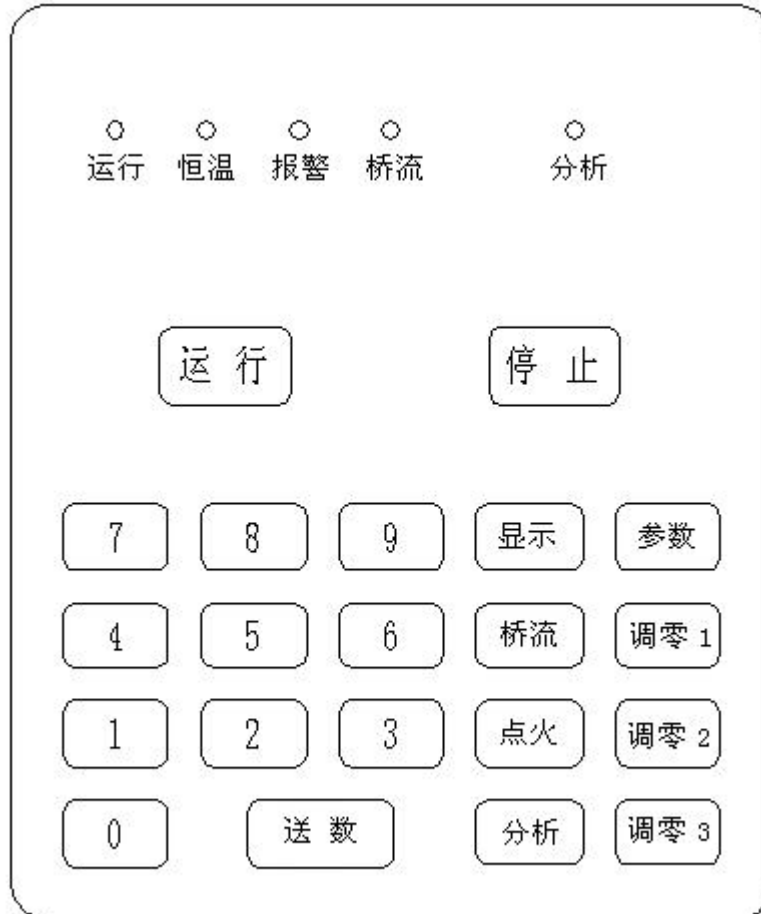 运行 恒温 报警 桥流 分析
运 行 停 止
7 8 9 显示 参数
4 5 6 桥流 调零 1
1 2 3 点火 调零 2
0 送 数 分析 调零 3